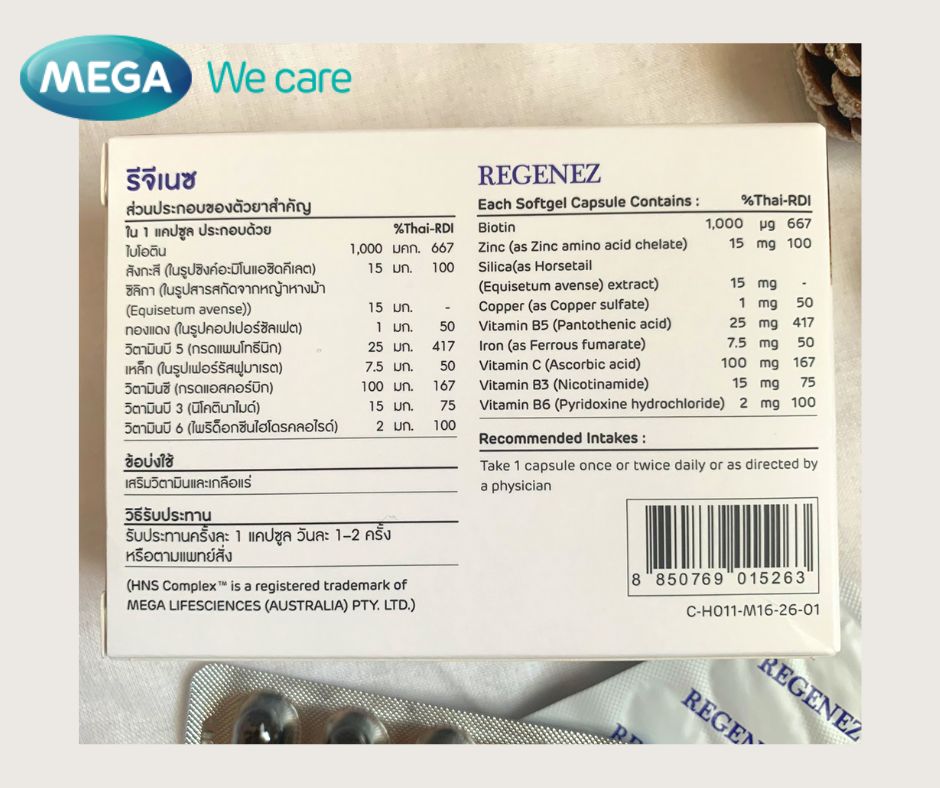 MEGA We care
รีจีเนซ
ส่วนประกอบของตัวยาสำคัญ
ใน 1 แคปซูล ประกอบด้วย %Thai-RDI
ไบโอติน 1,000 มคก. 667
สังกะสี (ในรูปซิงค์อะมิโนแอซิดคีเลต) 15 มก. 100
ซิลิกา (ในรูปสารสกัดจากหญ้าหางม้า
(Equisetum avense)) 15 มก. -
ทองแดง (ในรูปคอปเปอร์ซัลเฟต) 1 มก. 50
วิตามินบี 5 (กรดแพนโทธีนิก) 25 มก. 417
เหล็ก (ในรูปเฟอร์รัสฟูมาเรต) 7.5 มก. 50
วิตามินซี (กรดแอสคอร์บิก) 100 มก. 167
วิตามินบี 3 (นิโคตินาไมด์) 15 มก. 75
วิตามินบี 6 (ไพริด็อกซีนไฮโดรคลอไรด์) 2 มก. 100
ข้อบ่งใช้
เสริมวิตามินและเกลือแร่
วิธีรับประทาน
รับประทานครั้งละ 1 แคปซูล วันละ 1-2 ครั้ง
หรือตามแพทย์สั่ง
(HNS Complex™ is a registered trademark of
MEGA LIFESCIENCES (AUSTRALIA) PTY. LTD.)
REGENEZ
Each Softgel Capsule Contains : %Thai-RDI
Biotin 1,000 µg 667
Zinc (as Zinc amino acid chelate) 15 mg 100
Silica(as Horsetail
(Equisetum avense) extract) 15 mg -
Copper (as Copper sulfate) 1 mg 50
Vitamin B5 (Pantothenic acid) 25 mg 417
Iron (as Ferrous fumarate) 7.5 mg 50
Vitamin C (Ascorbic acid) 100 mg 167
Vitamin B3 (Nicotinamide) 15 mg 75
Vitamin B6 (Pyridoxine hydrochloride) 2 mg 100
Recommended Intakes :
Take 1 capsule once or twice daily or as directed by
a physician
8 850769 015263
C-H011-M16-26-01
REGENEZ
REGENEZ